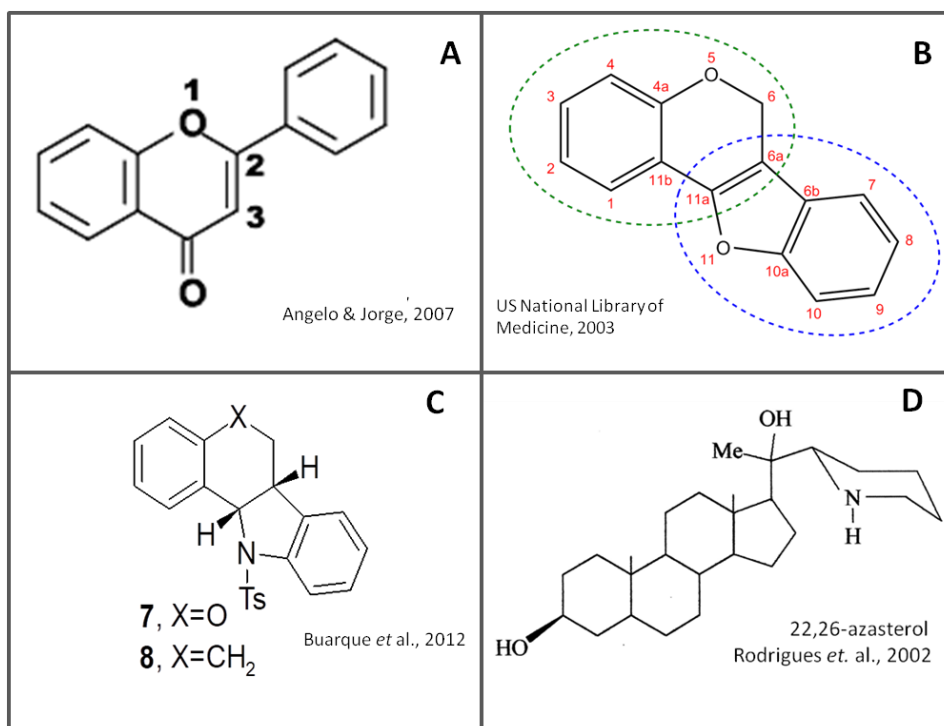 A
1
O
2
3
O
Angelo & Jorge,' 2007
B
5
O
4
4a
6
3
6a
2
11b
11a
6b
7
1
8
O
11
10a
10
9
US National Library of
Medicine, 2003
C
X
H
H
N
Ts
7, X=O
8, X=CH₂
Buarque et al., 2012
D
OH
Me
N
H
HO
22,26-azasterol
Rodrigues et. al., 2002